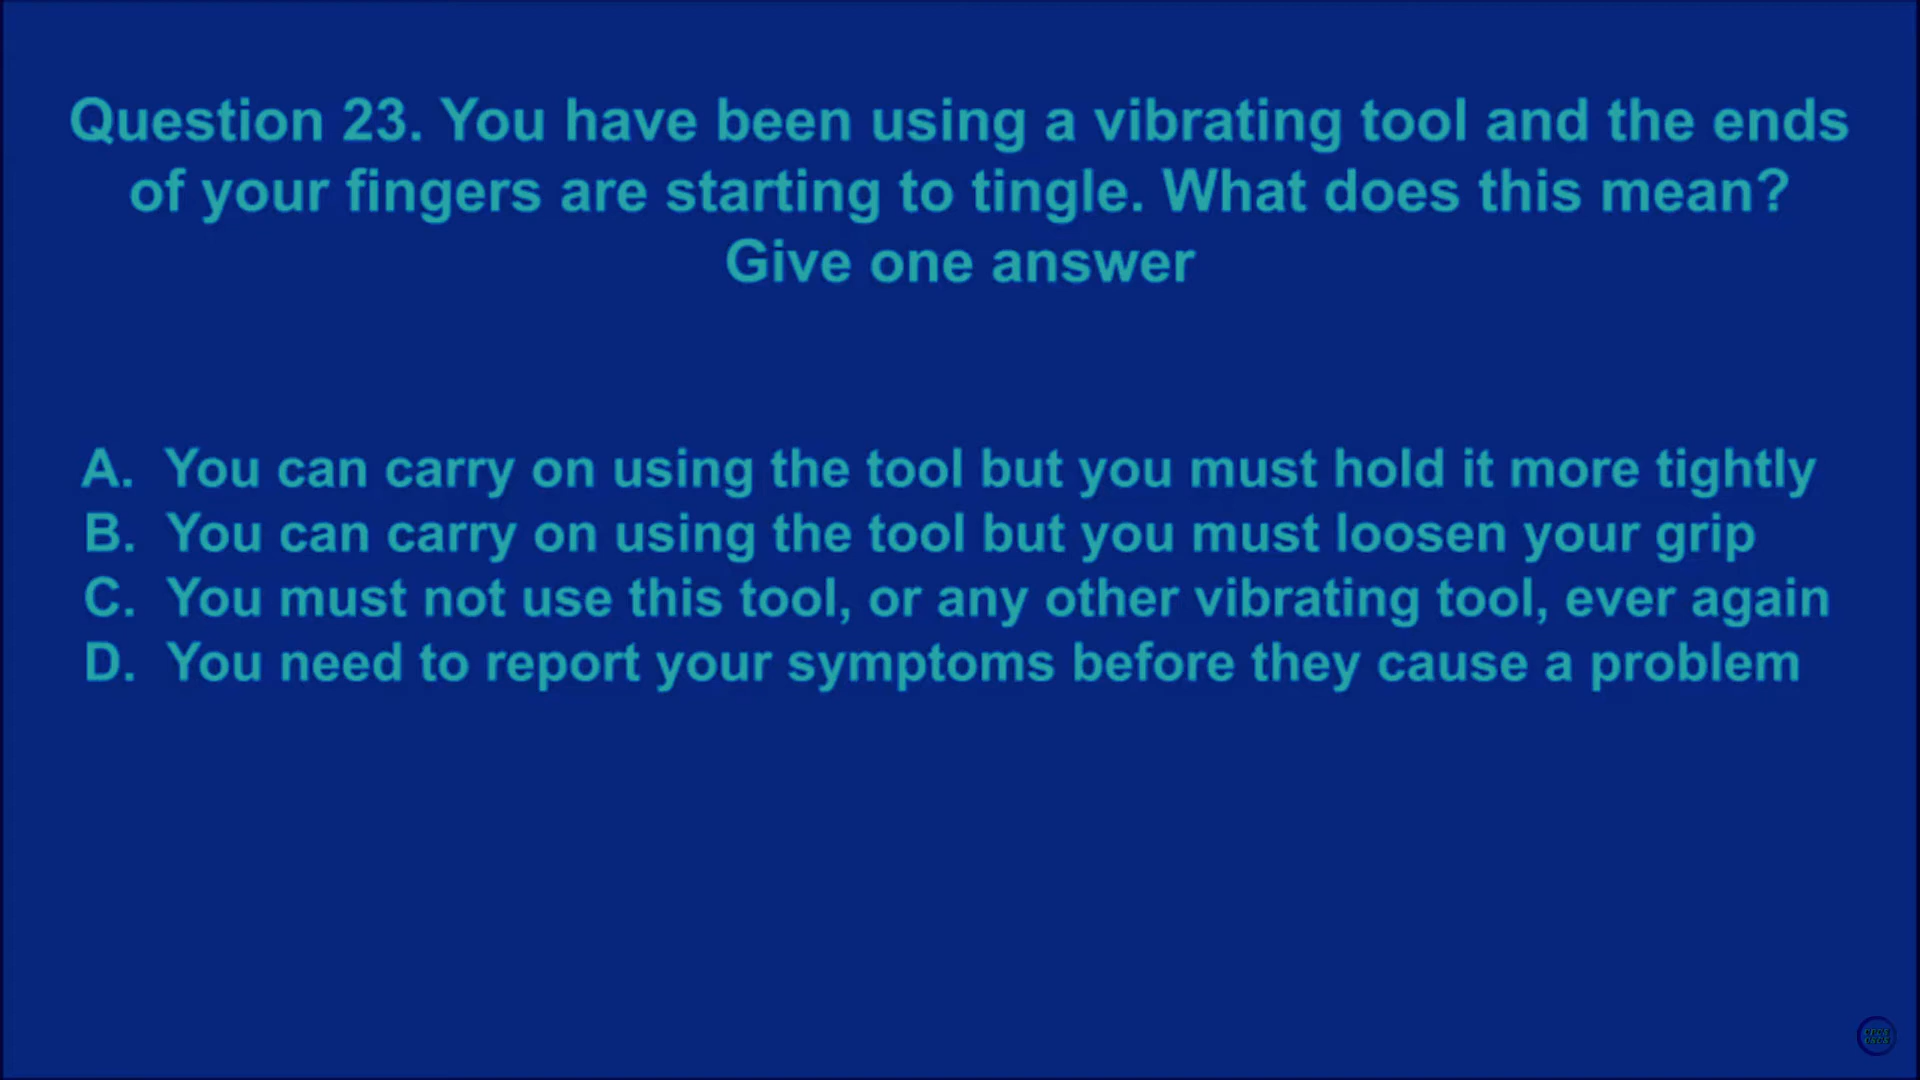 Question 23. You have been using a vibrating tool and the ends
of your fingers are starting to tingle. What does this mean?
Give one answer
A. You can carry on using the tool but you must hold it more tightly
B. You can carry on using the tool but you must loosen your grip
C. You must not use this tool, or any other vibrating tool, ever again
D. You need to report your symptoms before they cause a problem